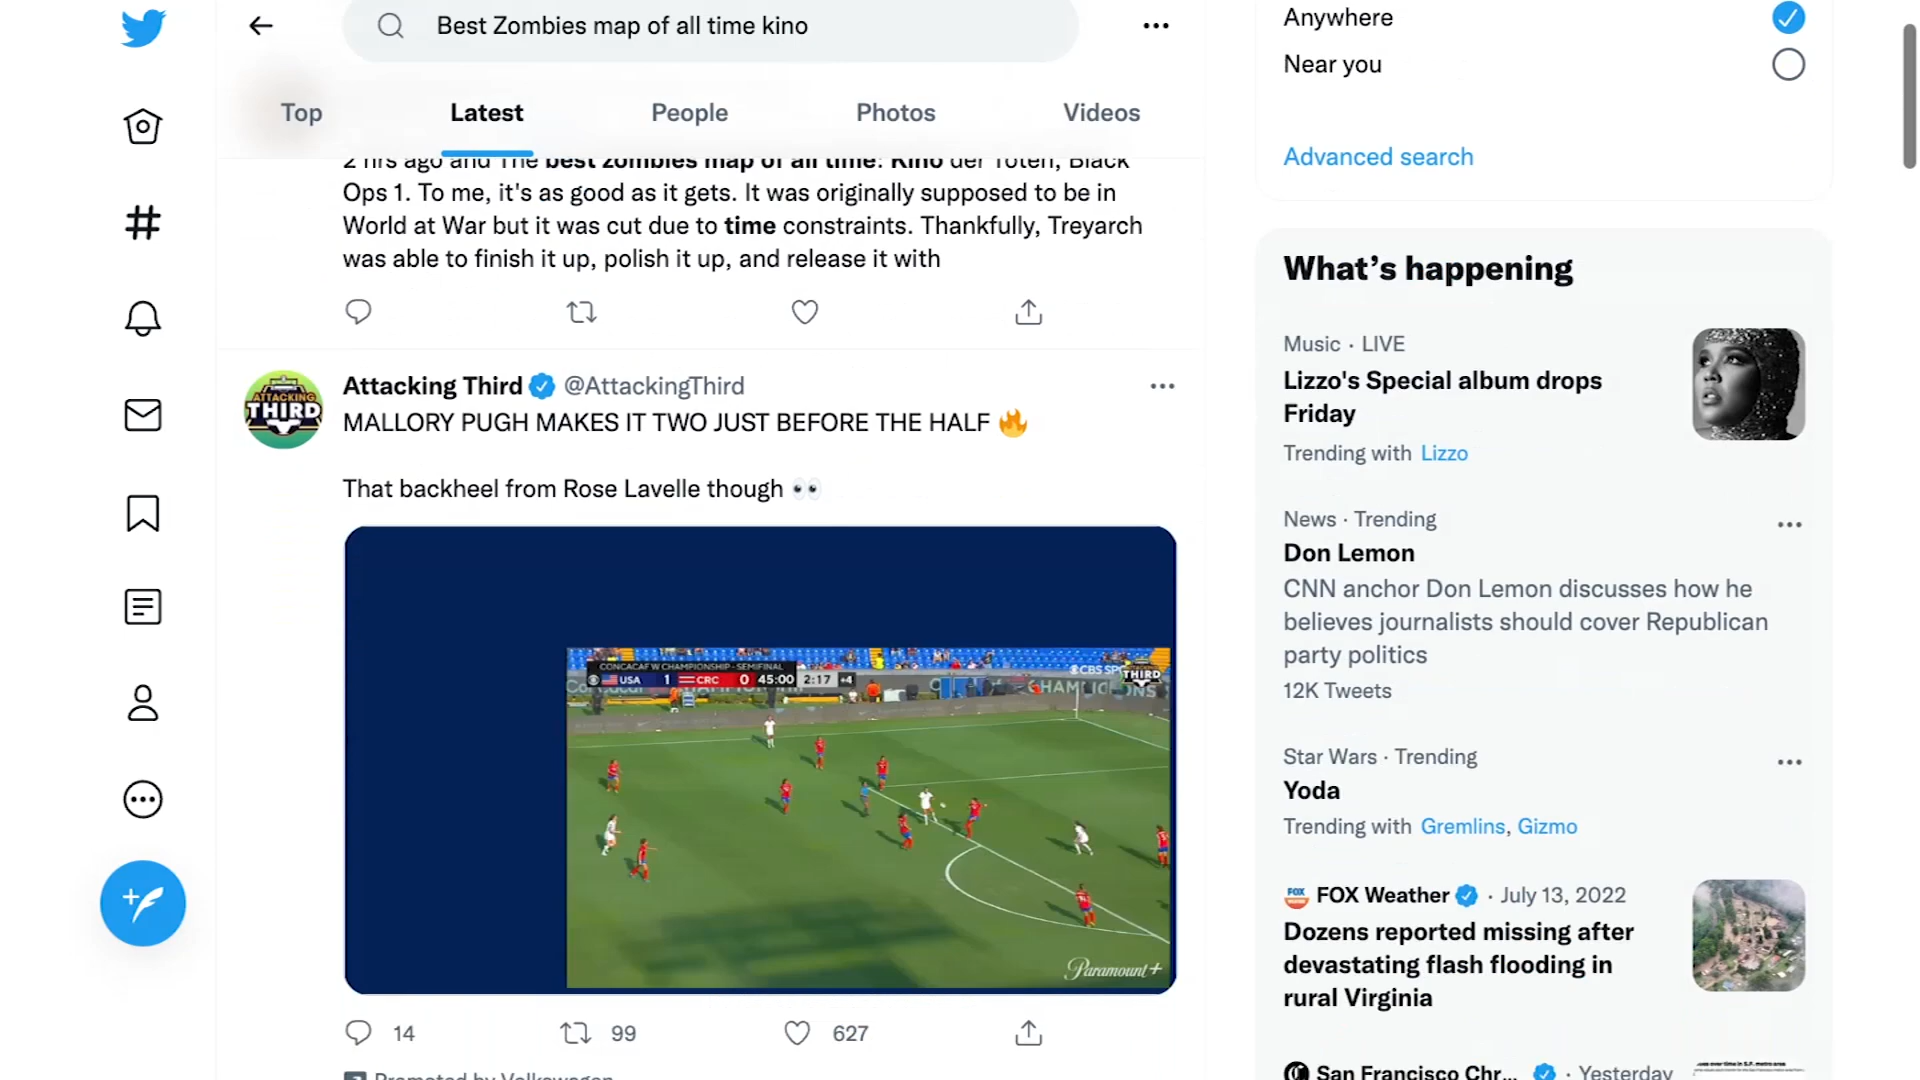 Best Zombies map of all time kino
Top
Latest
People
Photos
Videos
2 hrs ago and The best zombies map of all time: Kino der Toten, Black
Ops 1. To me, it's as good as it gets. It was originally supposed to be in
World at War but it was cut due to time constraints. Thankfully, Treyarch
was able to finish it up, polish it up, and release it with
Attacking Third @AttackingThird
MALLORY PUGH MAKES IT TWO JUST BEFORE THE HALF
That backheel from Rose Lavelle though
ATTACKING
THIRD
CONCACAF W CHAMPIONSHIP - SEMIFINAL
USA 1 CRC 0 45:00 2:17 +4
CBS SP
THIRD
Paramount+
14
99
627
Promoted by Volkswagen
Anywhere
Near you
Advanced search
What's happening
Music · LIVE
Lizzo's Special album drops
Friday
Trending with Lizzo
News · Trending
Don Lemon
CNN anchor Don Lemon discusses how he
believes journalists should cover Republican
party politics
12K Tweets
Star Wars · Trending
Yoda
Trending with Gremlins, Gizmo
FOX Weather · July 13, 2022
Dozens reported missing after
devastating flash flooding in
rural Virginia
San Francisco Chr... · Yesterday